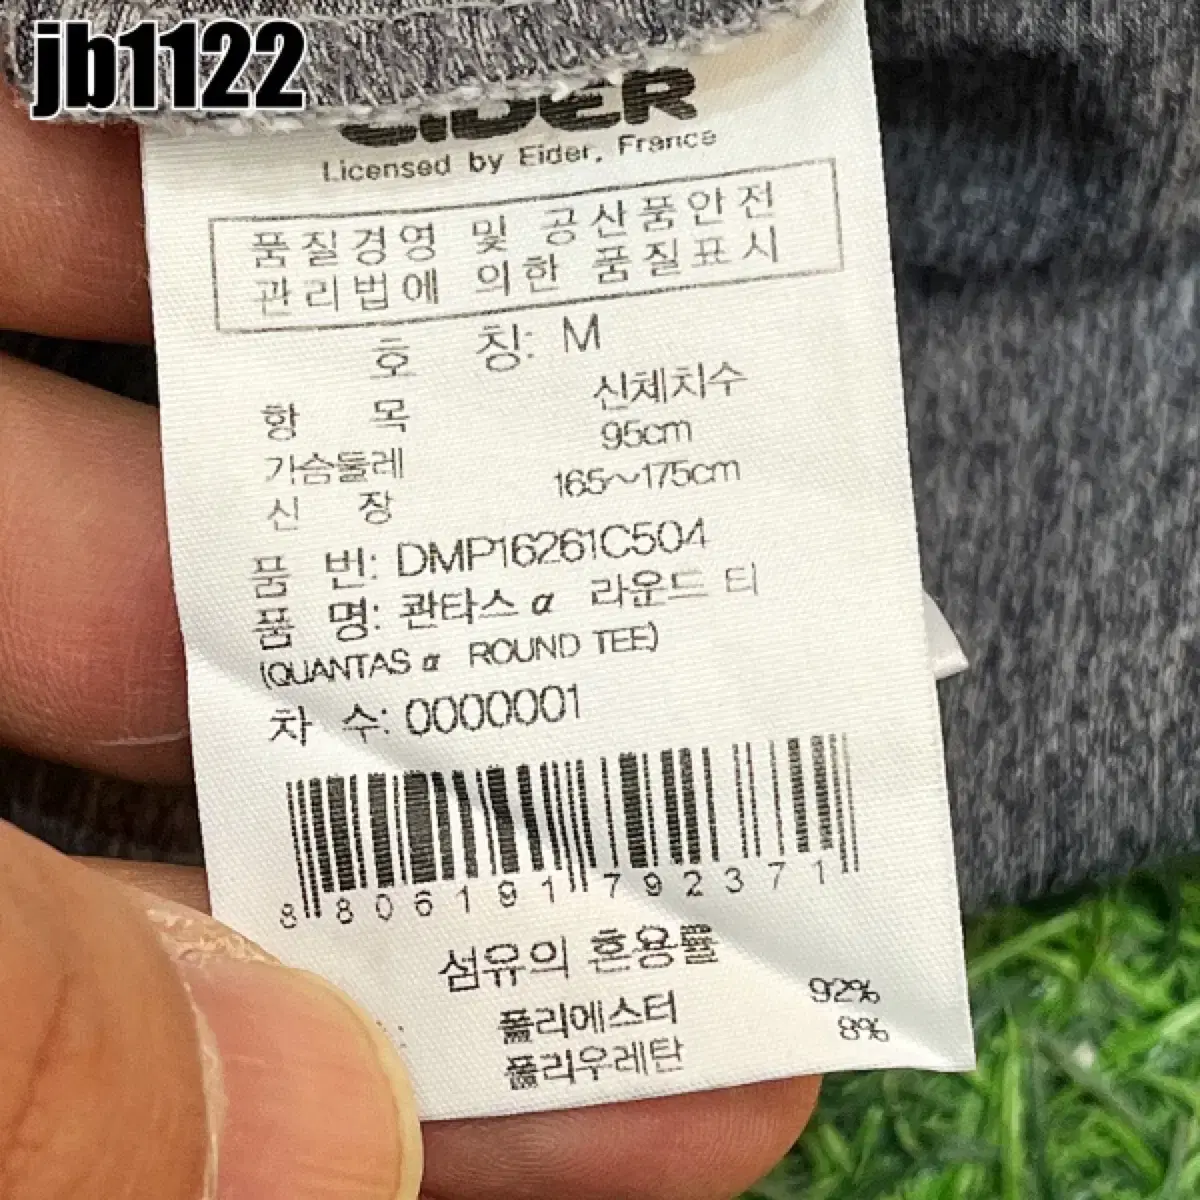 jb1122
EIDER
Licensed by Eider, France
품질경영 및 공산품안전
관리법에 의한 품질표시
호 칭: M
항 목 신체치수
가슴둘레 95cm
신 장 165~175cm
품 번: DMP16261C504
품 명: 콴타스 α 라운드 티
(QUANTAS α ROUND TEE)
차 수: 0000001
8806191792371
섬유의 혼용률
폴리에스터 92%
폴리우레탄 8%